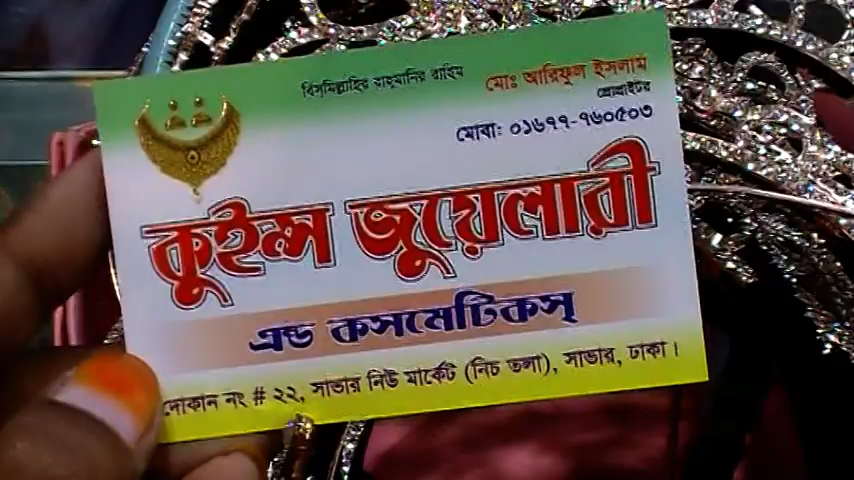 বিসমিল্লাহির রাহমানির রাহিম
মোঃ আরিফুল ইসলাম
প্রোপ্রাইটর
মোবা: ০১৬৭৭-৭৬০৫০৩
কুইন্স জুয়েলারী
এন্ড কসমেটিকস্
দোকান নং # ২২, সাভার নিউ মার্কেট (নিচ তলা), সাভার, ঢাকা।